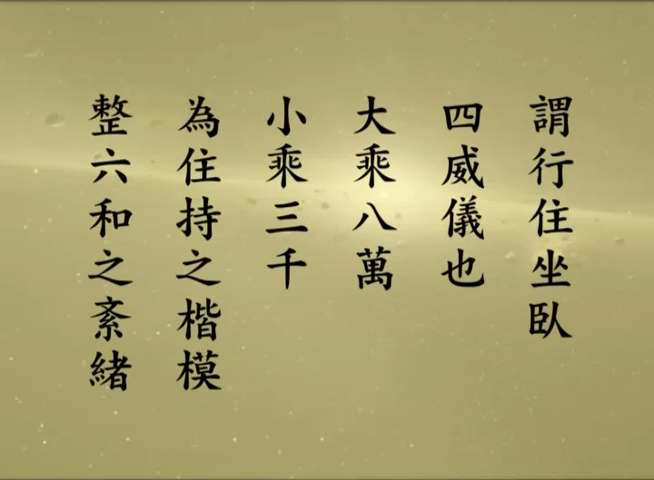 謂行住坐臥
四威儀也
大乘八萬
小乘三千
為住持之楷模
整六和之紊緒